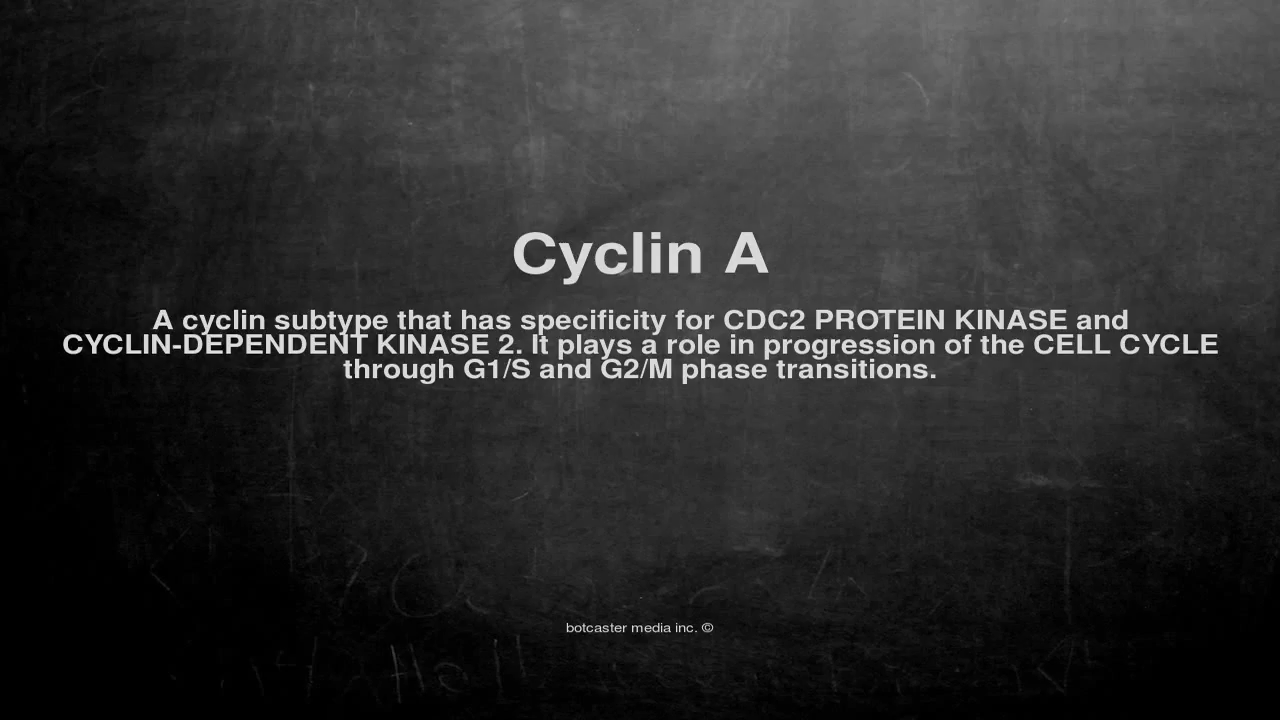 Cyclin A
A cyclin subtype that has specificity for CDC2 PROTEIN KINASE and
CYCLIN-DEPENDENT KINASE 2. It plays a role in progression of the CELL CYCLE
through G1/S and G2/M phase transitions.
botcaster media inc. ©